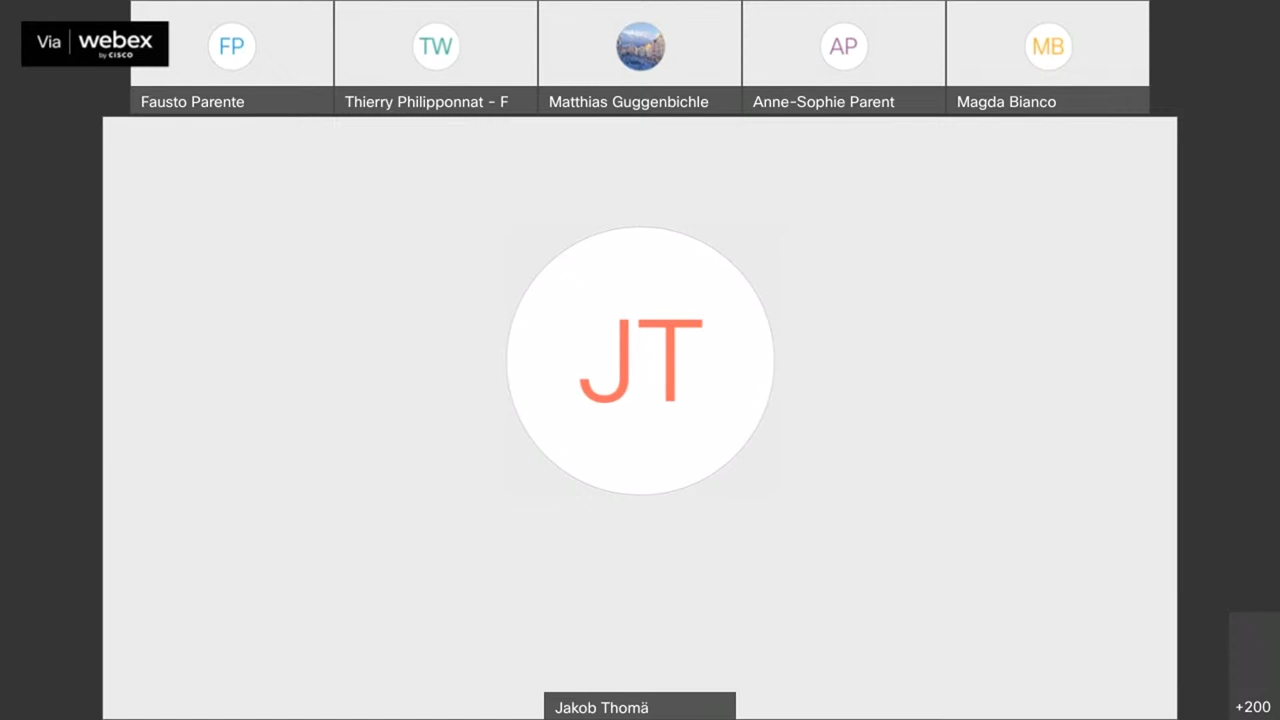 Via webex
by CISCO
FP
TW
AP
MB
Fausto Parente
Thierry Philipponnat - F
Matthias Guggenbichle
Anne-Sophie Parent
Magda Bianco
JT
Jakob Thomä
+200